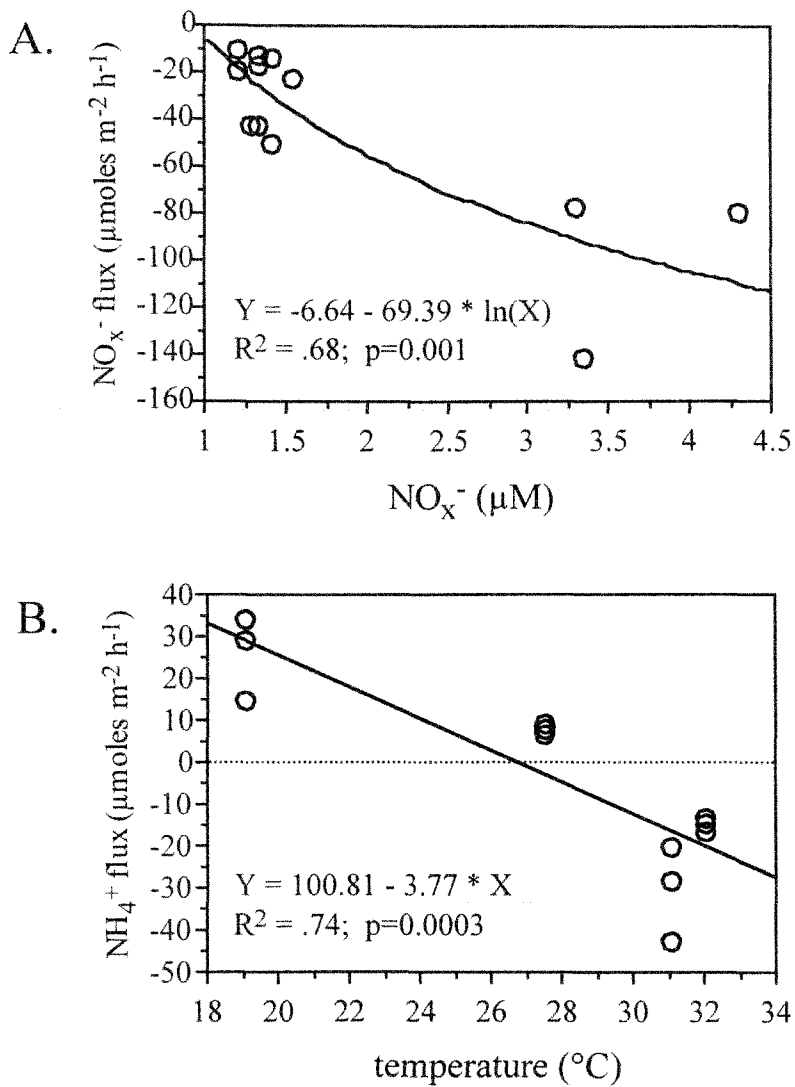 A.
NOₓ⁻ flux (µmoles m⁻² h⁻¹)
0
-20
-40
-60
-80
-100
-120
-140
-160
Y = -6.64 - 69.39 * ln(X)
R² = .68; p=0.001
1 1.5 2 2.5 3 3.5 4 4.5
NOₓ⁻ (µM)
B.
NH₄⁺ flux (µmoles m⁻² h⁻¹)
40
30
20
10
0
-10
-20
-30
-40
-50
Y = 100.81 - 3.77 * X
R² = .74; p=0.0003
18 20 22 24 26 28 30 32 34
temperature (°C)